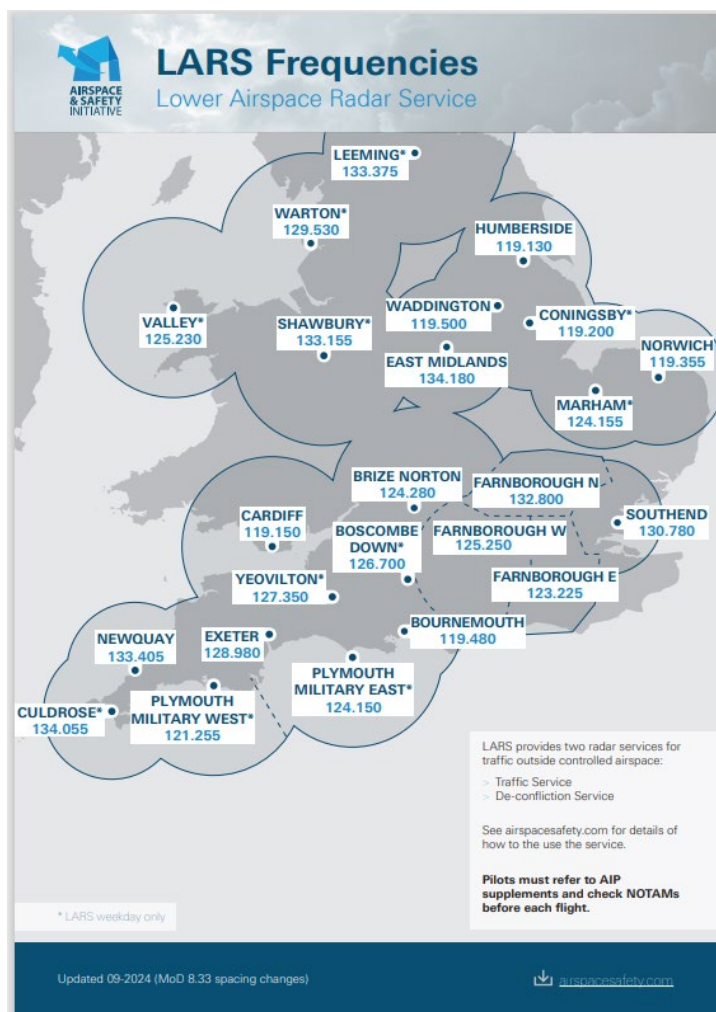 AIRSPACE
& SAFETY
INITIATIVE
LARS Frequencies
Lower Airspace Radar Service
LEEMING*
133.375
WARTON*
129.530
HUMBERSIDE
119.130
VALLEY*
125.230
SHAWBURY*
133.155
WADDINGTON
119.500
CONINGSBY*
119.200
EAST MIDLANDS
134.180
NORWICH
119.355
MARHAM*
124.155
BRIZE NORTON
124.280
FARNBOROUGH N
132.800
CARDIFF
119.150
BOSCOMBE
DOWN*
126.700
FARNBOROUGH W
125.250
SOUTHEND
130.780
YEOVILTON*
127.350
FARNBOROUGH E
123.225
NEWQUAY
133.405
EXETER
128.980
BOURNEMOUTH
119.480
PLYMOUTH
MILITARY EAST*
124.150
CULDROSE*
134.055
PLYMOUTH
MILITARY WEST*
121.255
LARS provides two radar services for
traffic outside controlled airspace:
> Traffic Service
> De-confliction Service
See airspacesafety.com for details of
how to the use the service.
Pilots must refer to AIP
supplements and check NOTAMs
before each flight.
* LARS weekday only
Updated 09-2024 (MoD 8.33 spacing changes)
airspacesafety.com